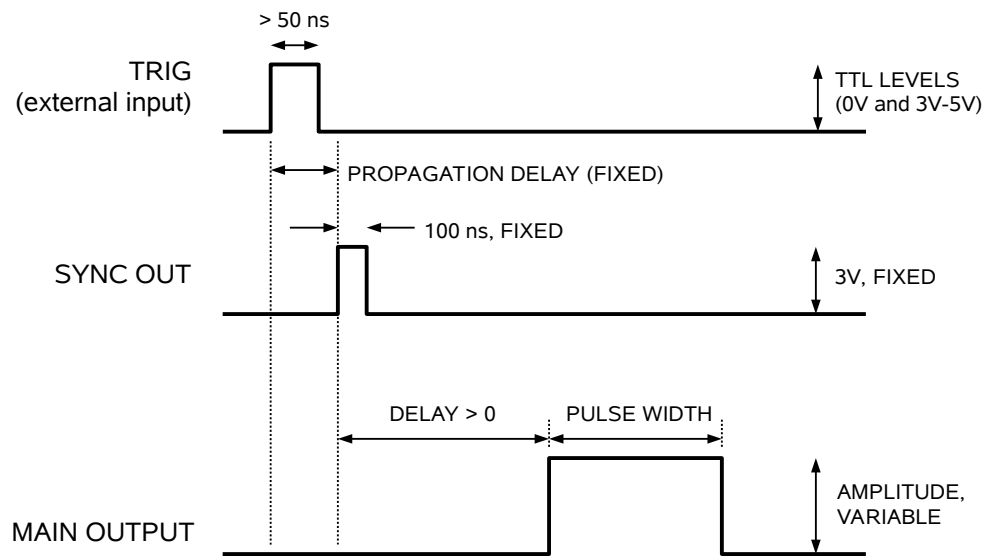 > 50 ns
TRIG
(external input)
TTL LEVELS
(0V and 3V-5V)
PROPAGATION DELAY (FIXED)
100 ns, FIXED
SYNC OUT
3V, FIXED
DELAY > 0
PULSE WIDTH
MAIN OUTPUT
AMPLITUDE,
VARIABLE